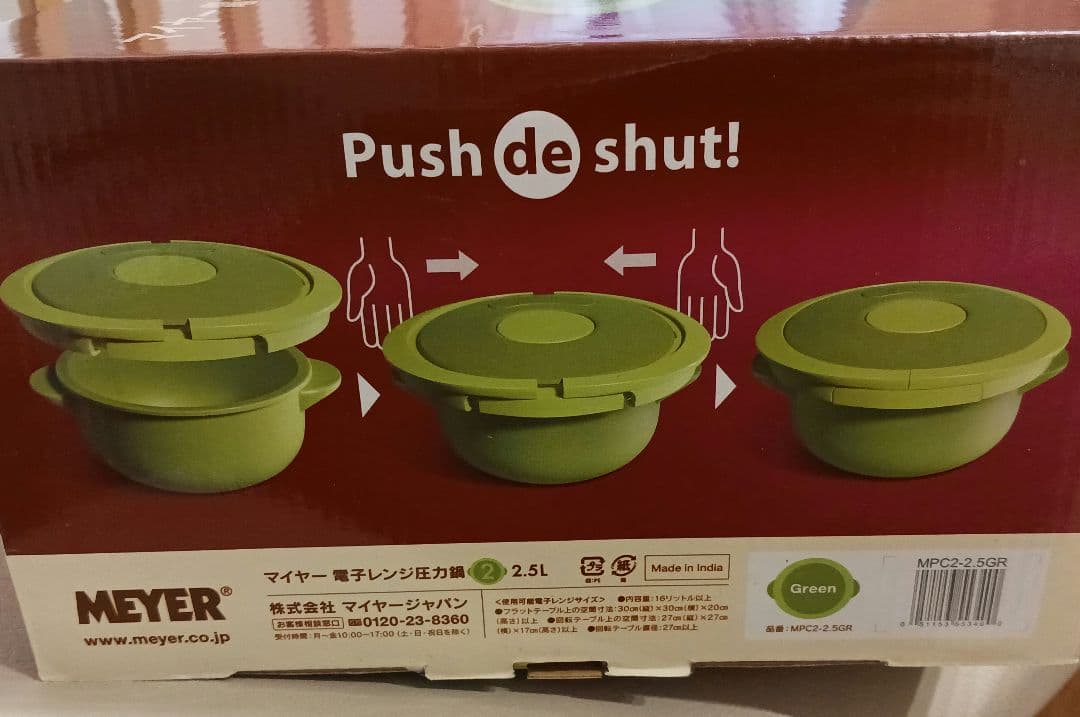 Push de shut!
MEYER®
www.meyer.co.jp
マイヤー 電子レンジ圧力鍋 2 2.5L
プラ
紙
Made in India
株式会社 マイヤージャパン
お客様相談窓口 0120-23-8360
受付時間:月〜金10:00〜17:00(土・日・祝日を除く)
<使用可能電子レンジサイズ> ●内容量:16リットル以上
●フラットテーブル上の空間寸法:30㎝(縦)×30㎝(横)×20㎝
(高さ)以上 ●回転テーブル上の空間寸法:27㎝(縦)×27㎝
(横)×17㎝(高さ)以上 ●回転テーブル直径:27㎝以上
Green
品番:MPC2-2.5GR
MPC2-2.5GR